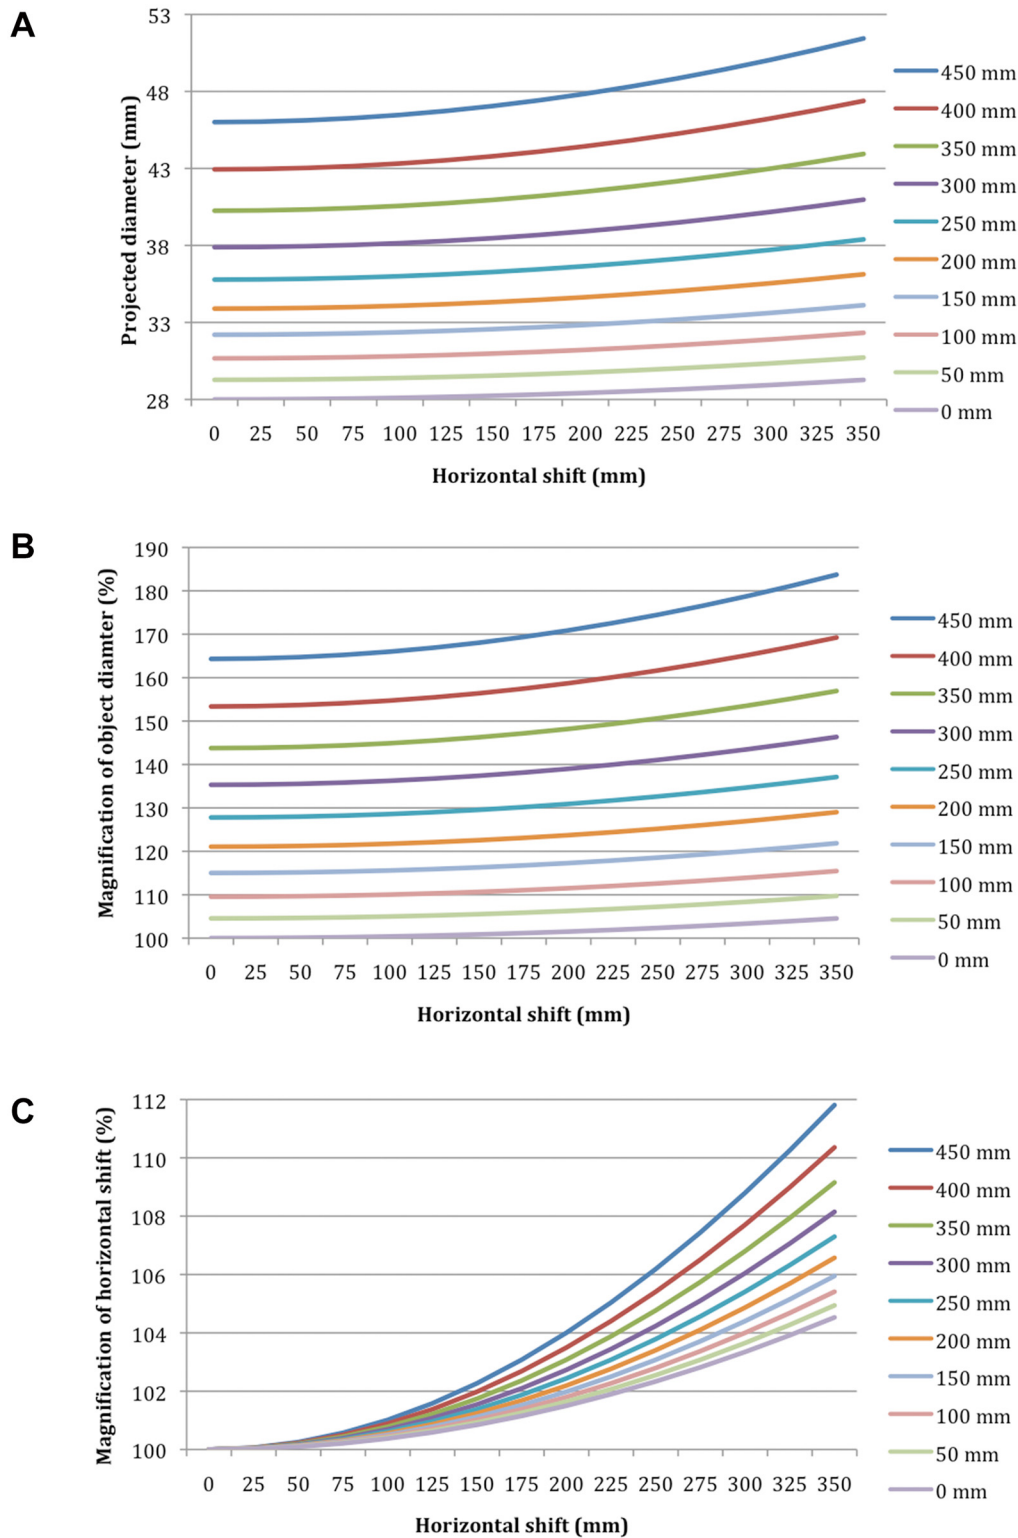 A
Projected diameter (mm)
53
48
43
38
33
28
0 25 50 75 100 125 150 175 200 225 250 275 300 325 350
Horizontal shift (mm)
450 mm
400 mm
350 mm
300 mm
250 mm
200 mm
150 mm
100 mm
50 mm
0 mm
B
Magnification of object diamter (%)
190
180
170
160
150
140
130
120
110
100
0 25 50 75 100 125 150 175 200 225 250 275 300 325 350
Horizontal shift (mm)
450 mm
400 mm
350 mm
300 mm
250 mm
200 mm
150 mm
100 mm
50 mm
0 mm
C
Magnification of horizontal shift (%)
112
110
108
106
104
102
100
0 25 50 75 100 125 150 175 200 225 250 275 300 325 350
Horizontal shift (mm)
450 mm
400 mm
350 mm
300 mm
250 mm
200 mm
150 mm
100 mm
50 mm
0 mm